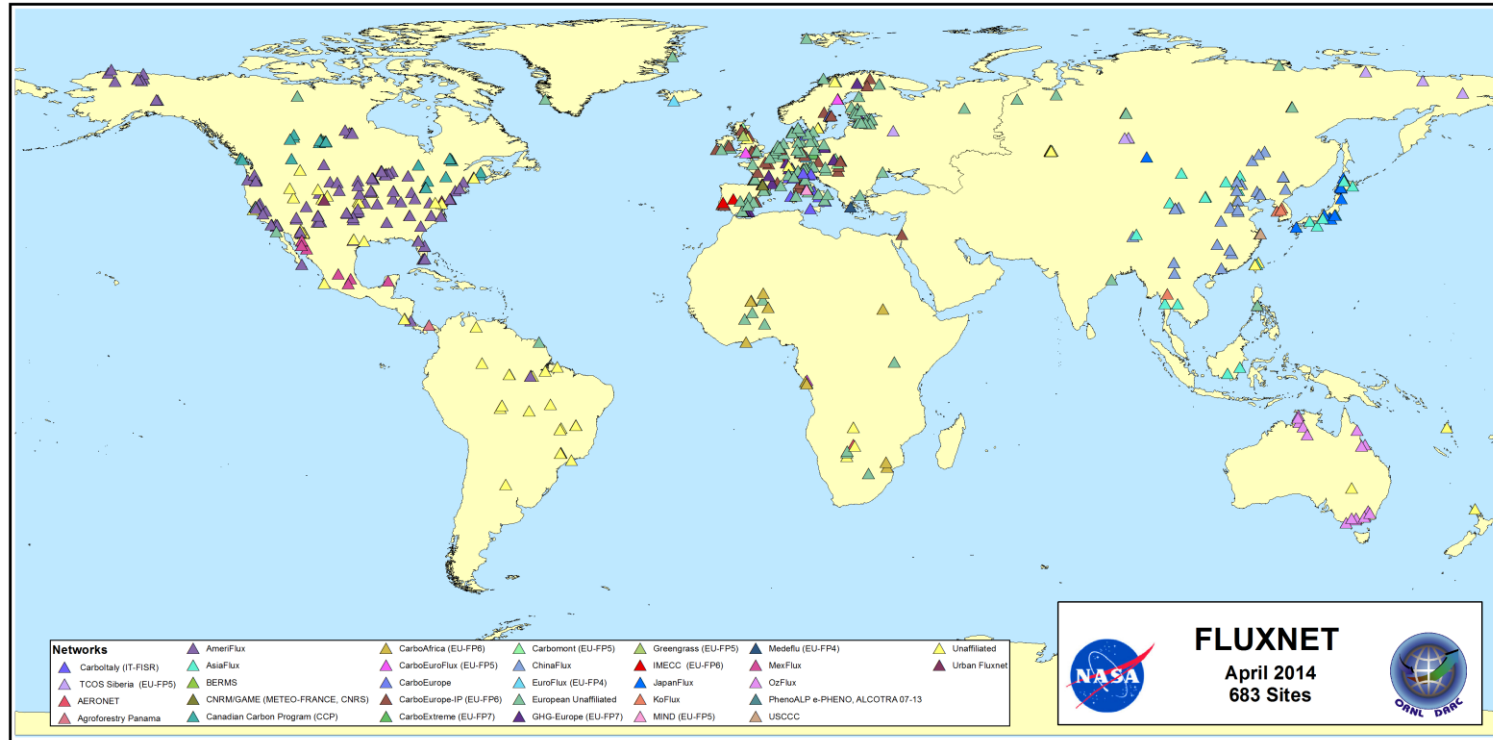 Networks
CarboItaly (IT-FISR)
TCOS Siberia (EU-FP5)
AERONET
Agroforestry Panama
AmeriFlux
AsiaFlux
BERMS
CNRM/GAME (METEO-FRANCE, CNRS)
Canadian Carbon Program (CCP)
CarboAfrica (EU-FP6)
CarboEuroFlux (EU-FP5)
CarboEurope
CarboEurope-IP (EU-FP6)
CarboExtreme (EU-FP7)
Carbomont (EU-FP5)
ChinaFlux
EuroFlux (EU-FP4)
European Unaffiliated
GHG-Europe (EU-FP7)
Greengrass (EU-FP5)
IMECC (EU-FP6)
JapanFlux
KoFlux
MIND (EU-FP5)
Medeflu (EU-FP4)
MexFlux
OzFlux
PhenoALP e-PHENO, ALCOTRA 07-13
USCCC
Unaffiliated
Urban Fluxnet
NASA
FLUXNET
April 2014
683 Sites
ORNL DAAC